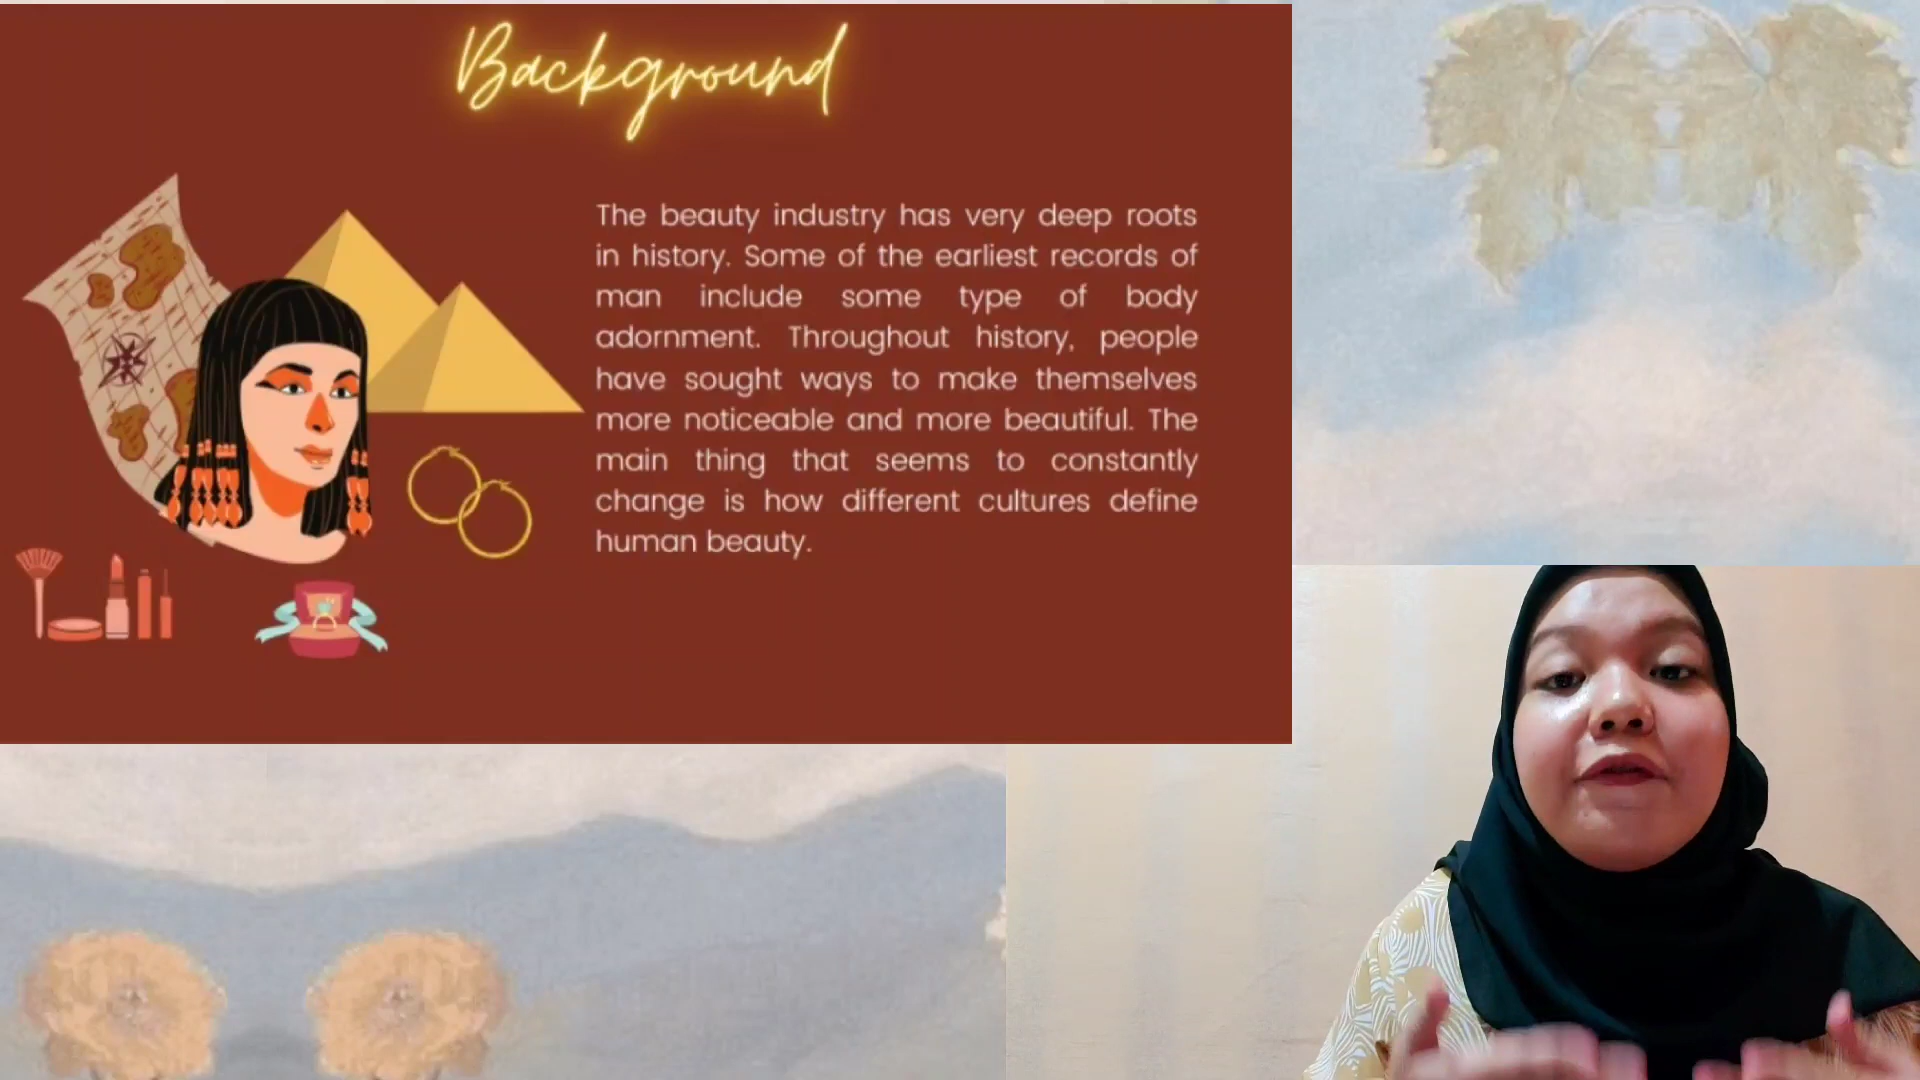 Background
The beauty industry has very deep roots
in history. Some of the earliest records of
man include some type of body
adornment. Throughout history, people
have sought ways to make themselves
more noticeable and more beautiful. The
main thing that seems to constantly
change is how different cultures define
human beauty.